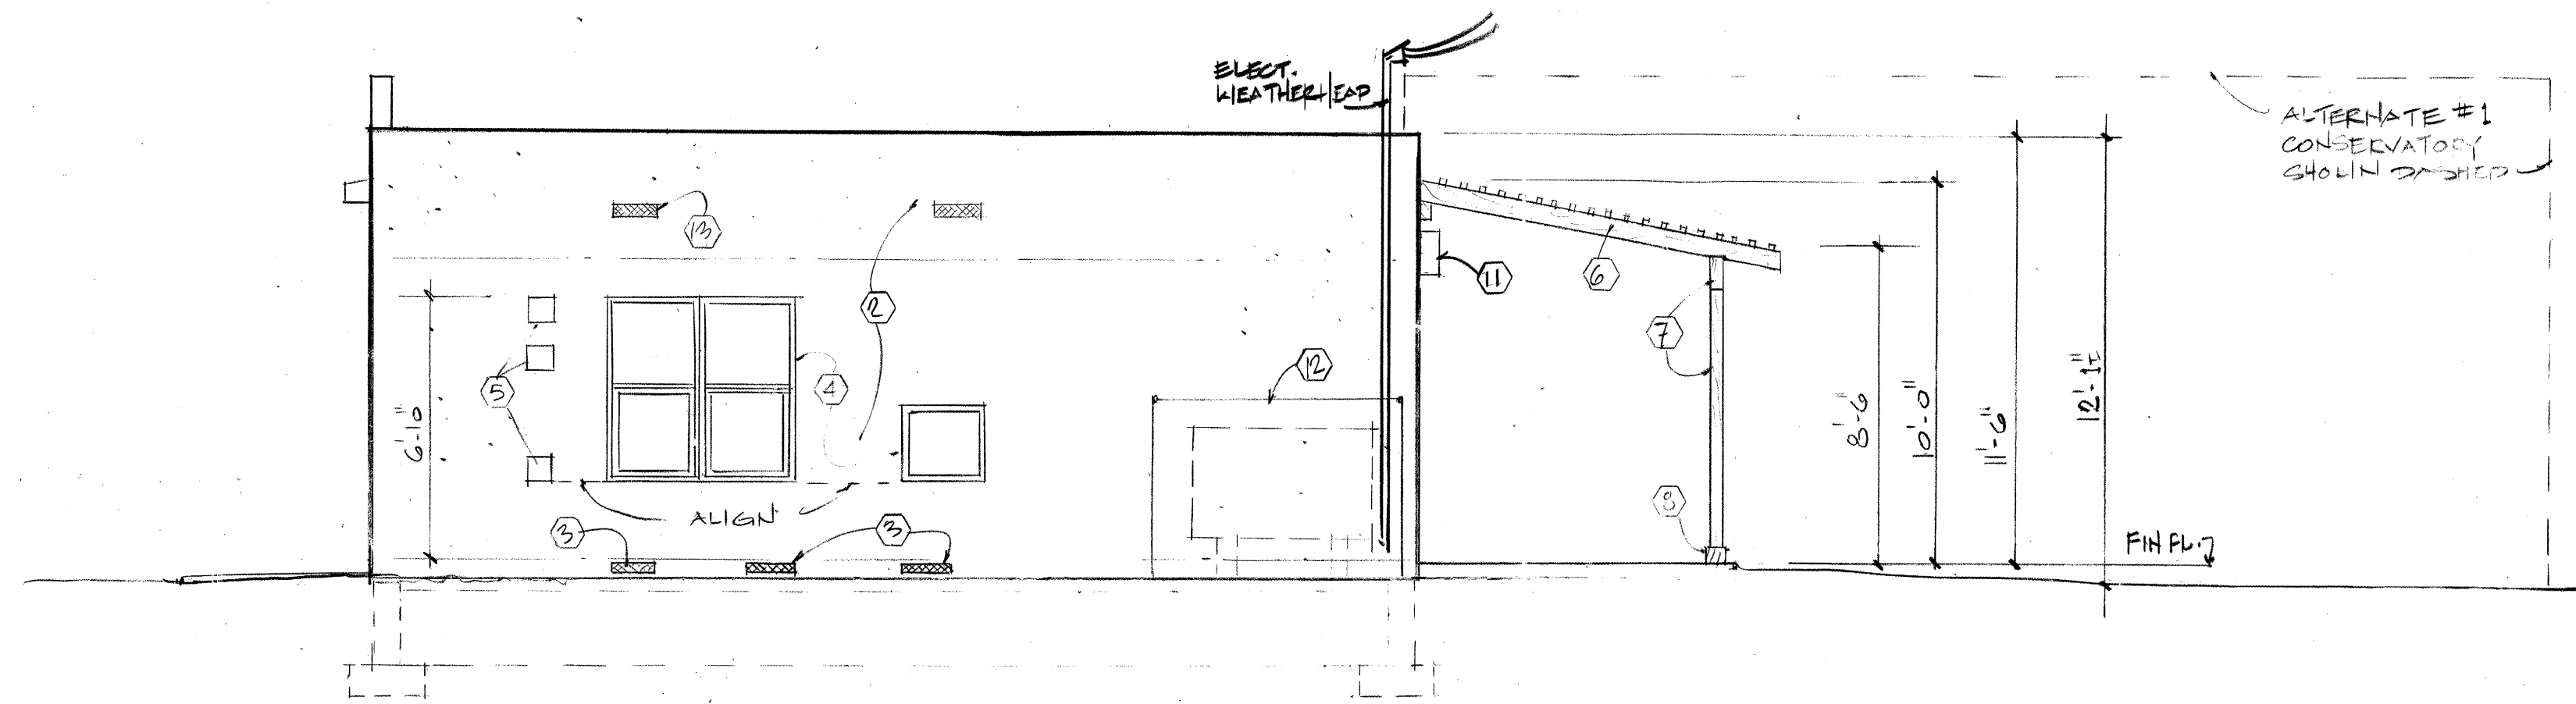 ELECT.
WEATHERHEAD
ALTERNATE #1
CONSERVATORY
SHOWN DASHED
13
11
6
2
7
12
5
4
6'-10"
8'-6"
10'-0"
11'-6"
12'-1"
ALIGN
3
3
8
FIN FL.